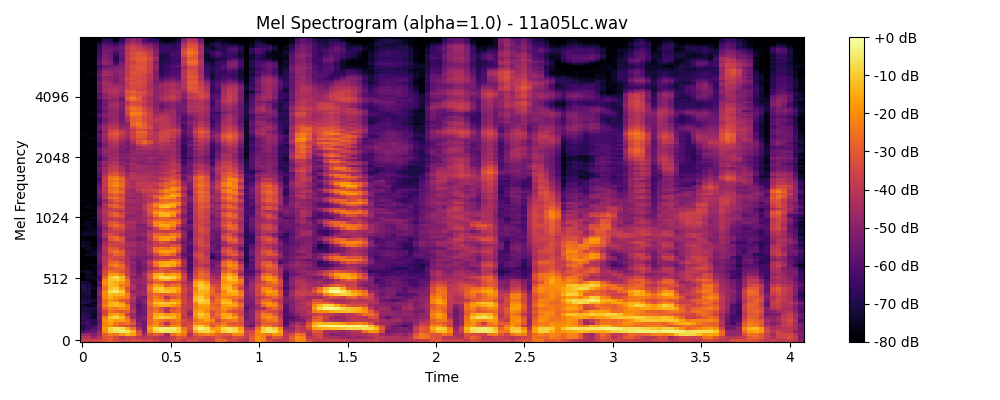 Mel Spectrogram (alpha=1.0) - 11a05Lc.wav
Mel Frequency
4096
2048
1024
512
0
0 0.5 1 1.5 2 2.5 3 3.5 4
Time
+0 dB
-10 dB
-20 dB
-30 dB
-40 dB
-50 dB
-60 dB
-70 dB
-80 dB